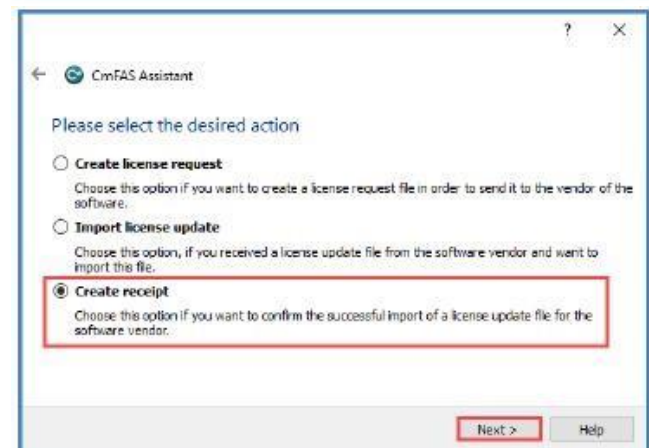 ? ×
← CmFAS Assistant
Please select the desired action
Create license request
Choose this option if you want to create a license request file in order to send it to the vendor of the
software.
Import license update
Choose this option, if you received a license update file from the software vendor and want to
import this file.
Create receipt
Choose this option if you want to confirm the successful import of a license update file for the
software vendor.
Next > Help